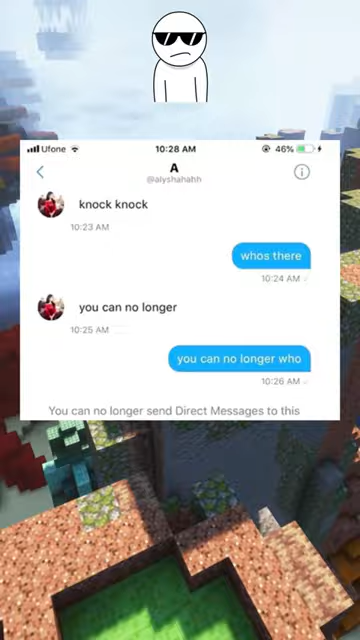 Ufone 10:28 AM 46%
A
@alyshahahh
knock knock
10:23 AM
whos there
10:24 AM
you can no longer
10:25 AM
you can no longer who
10:26 AM
You can no longer send Direct Messages to this